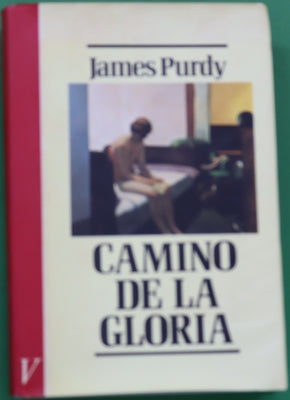 James Purdy
CAMINO
DE LA
GLORIA
V